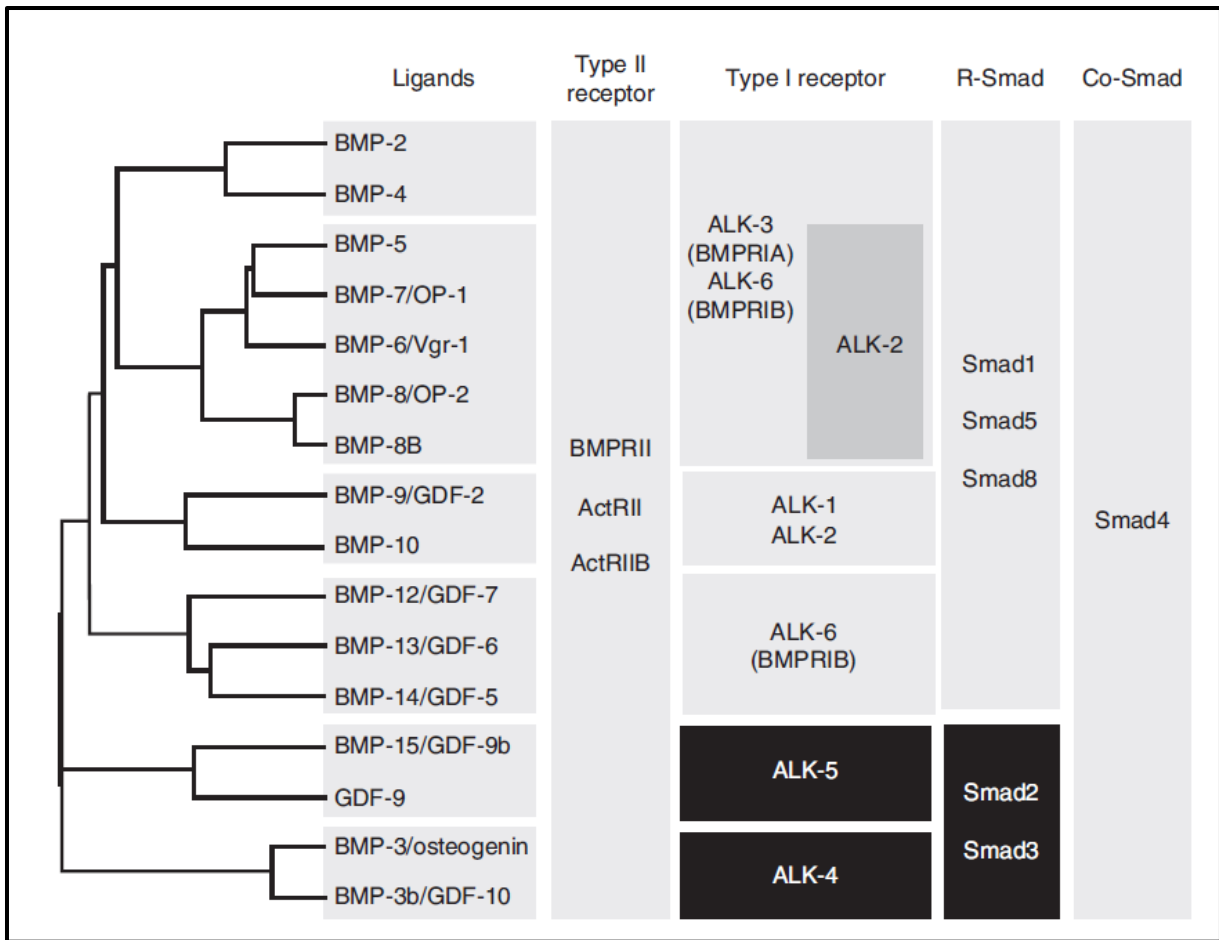 Ligands
Type II
receptor
Type I receptor
R-Smad
Co-Smad
BMP-2
BMP-4
BMP-5
BMP-7/OP-1
BMP-6/Vgr-1
BMP-8/OP-2
BMP-8B
BMP-9/GDF-2
BMP-10
BMP-12/GDF-7
BMP-13/GDF-6
BMP-14/GDF-5
BMP-15/GDF-9b
GDF-9
BMP-3/osteogenin
BMP-3b/GDF-10
BMPRII
ActRII
ActRIIB
ALK-3
(BMPRIA)
ALK-6
(BMPRIB)
ALK-2
ALK-1
ALK-2
ALK-6
(BMPRIB)
ALK-5
ALK-4
Smad1
Smad5
Smad8
Smad2
Smad3
Smad4